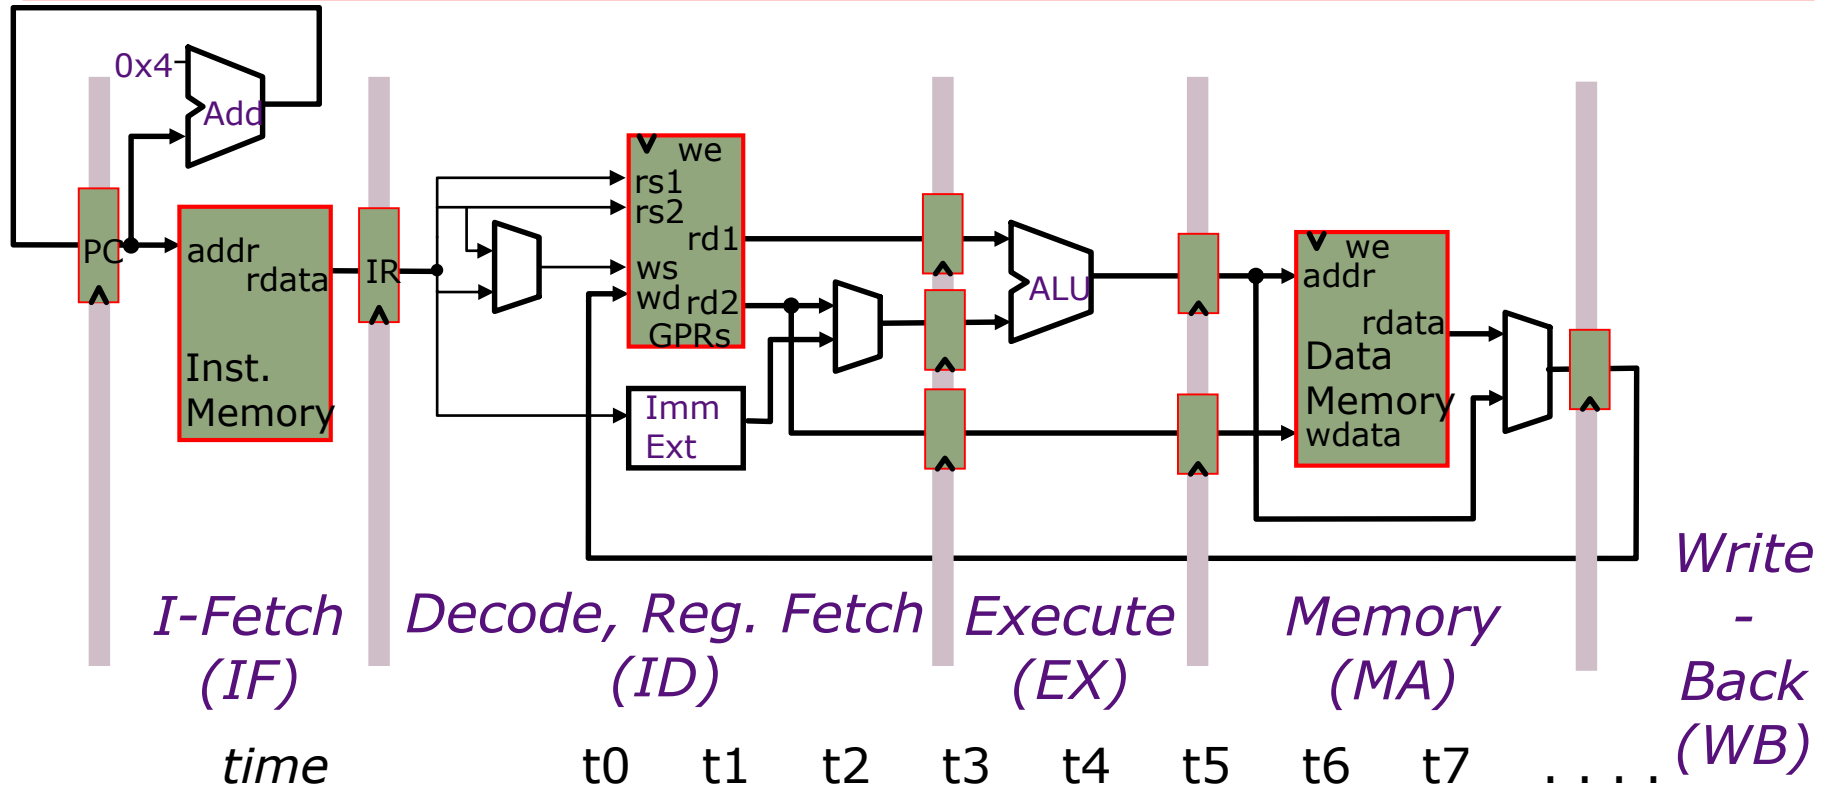 0x4
Add
PC
addr
rdata
Inst.
Memory
IR
we
rs1
rs2
rd1
ws
wd
rd2
GPRs
Imm
Ext
ALU
we
addr
rdata
Data
Memory
wdata
I-Fetch
(IF)
Decode, Reg. Fetch
(ID)
Execute
(EX)
Memory
(MA)
Write
-
Back
(WB)
time t0 t1 t2 t3 t4 t5 t6 t7 . . . .